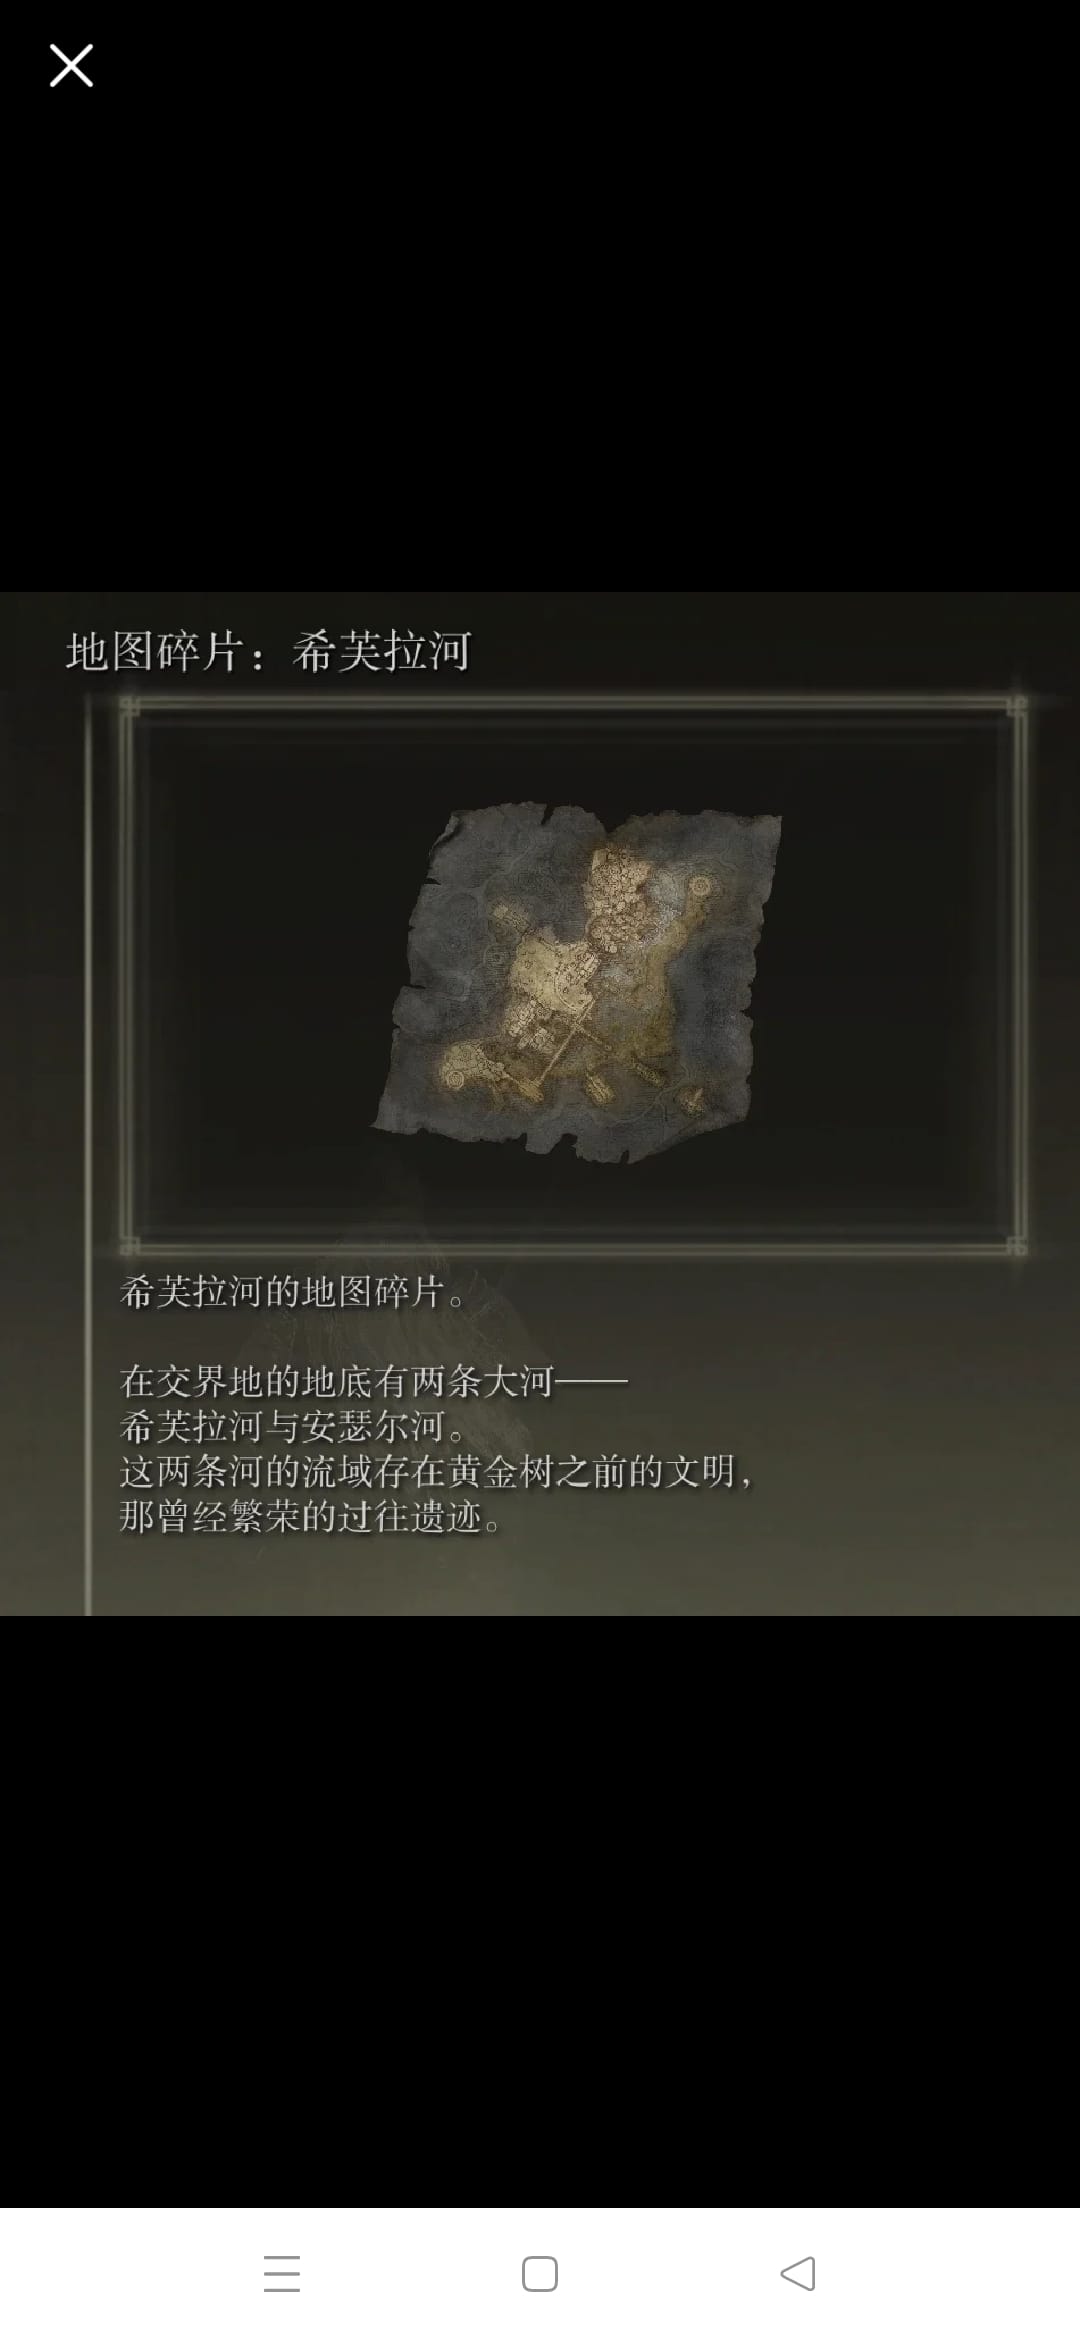 地图碎片：希芙拉河
希芙拉河的地图碎片。
在交界地的地底有两条大河——
希芙拉河与安瑟尔河。
这两条河的流域存在黄金树之前的文明，
那曾经繁荣的过往遗迹。